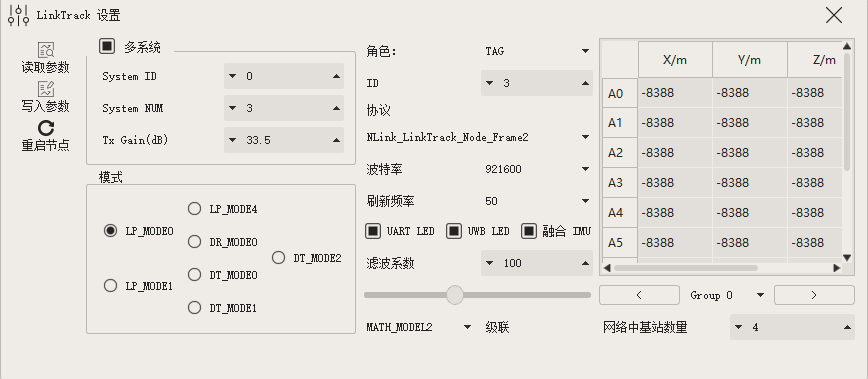 LinkTrack 设置
读取参数
写入参数
重启节点
多系统
System ID 0
System NUM 3
Tx Gain(dB) 33.5
模式
LP_MODE0
LP_MODE1
LP_MODE4
DR_MODE0
DT_MODE0
DT_MODE1
DT_MODE2
角色: TAG
ID 3
协议
NLink_LinkTrack_Node_Frame2
波特率 921600
刷新频率 50
UART LED UWB LED 融合 IMU
滤波系数 100
MATH_MODEL2 级联
X/m Y/m Z/m
A0 -8388 -8388 -8388
A1 -8388 -8388 -8388
A2 -8388 -8388 -8388
A3 -8388 -8388 -8388
A4 -8388 -8388 -8388
A5 -8388 -8388 -8388
< Group 0 >
网络中基站数量 4